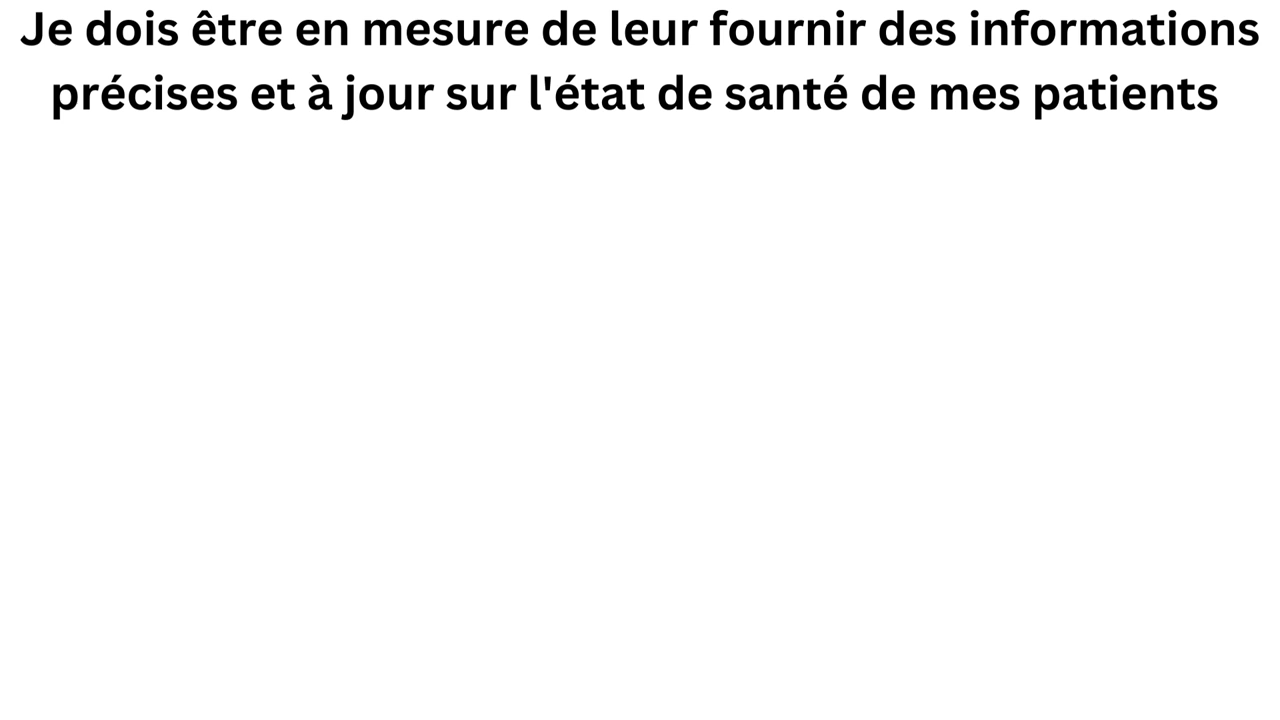 Je dois être en mesure de leur fournir des informations
précises et à jour sur l'état de santé de mes patients